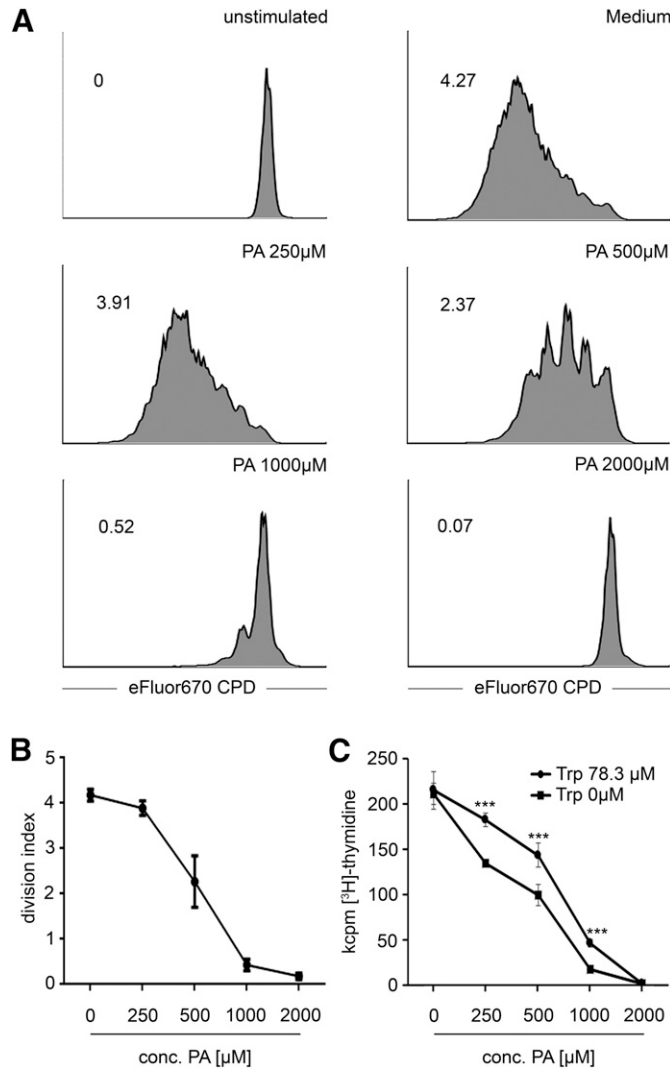 A
unstimulated
Medium
0
4.27
PA 250µM
PA 500µM
3.91
2.37
PA 1000µM
PA 2000µM
0.52
0.07
eFluor670 CPD
eFluor670 CPD
B
division index
5
4
3
2
1
0
0 250 500 1000 2000
conc. PA [µM]
C
kcpm [³H]-thymidine
250
200
150
100
50
0
Trp 78.3 µM
Trp 0µM
***
***
***
0 250 500 1000 2000
conc. PA [µM]